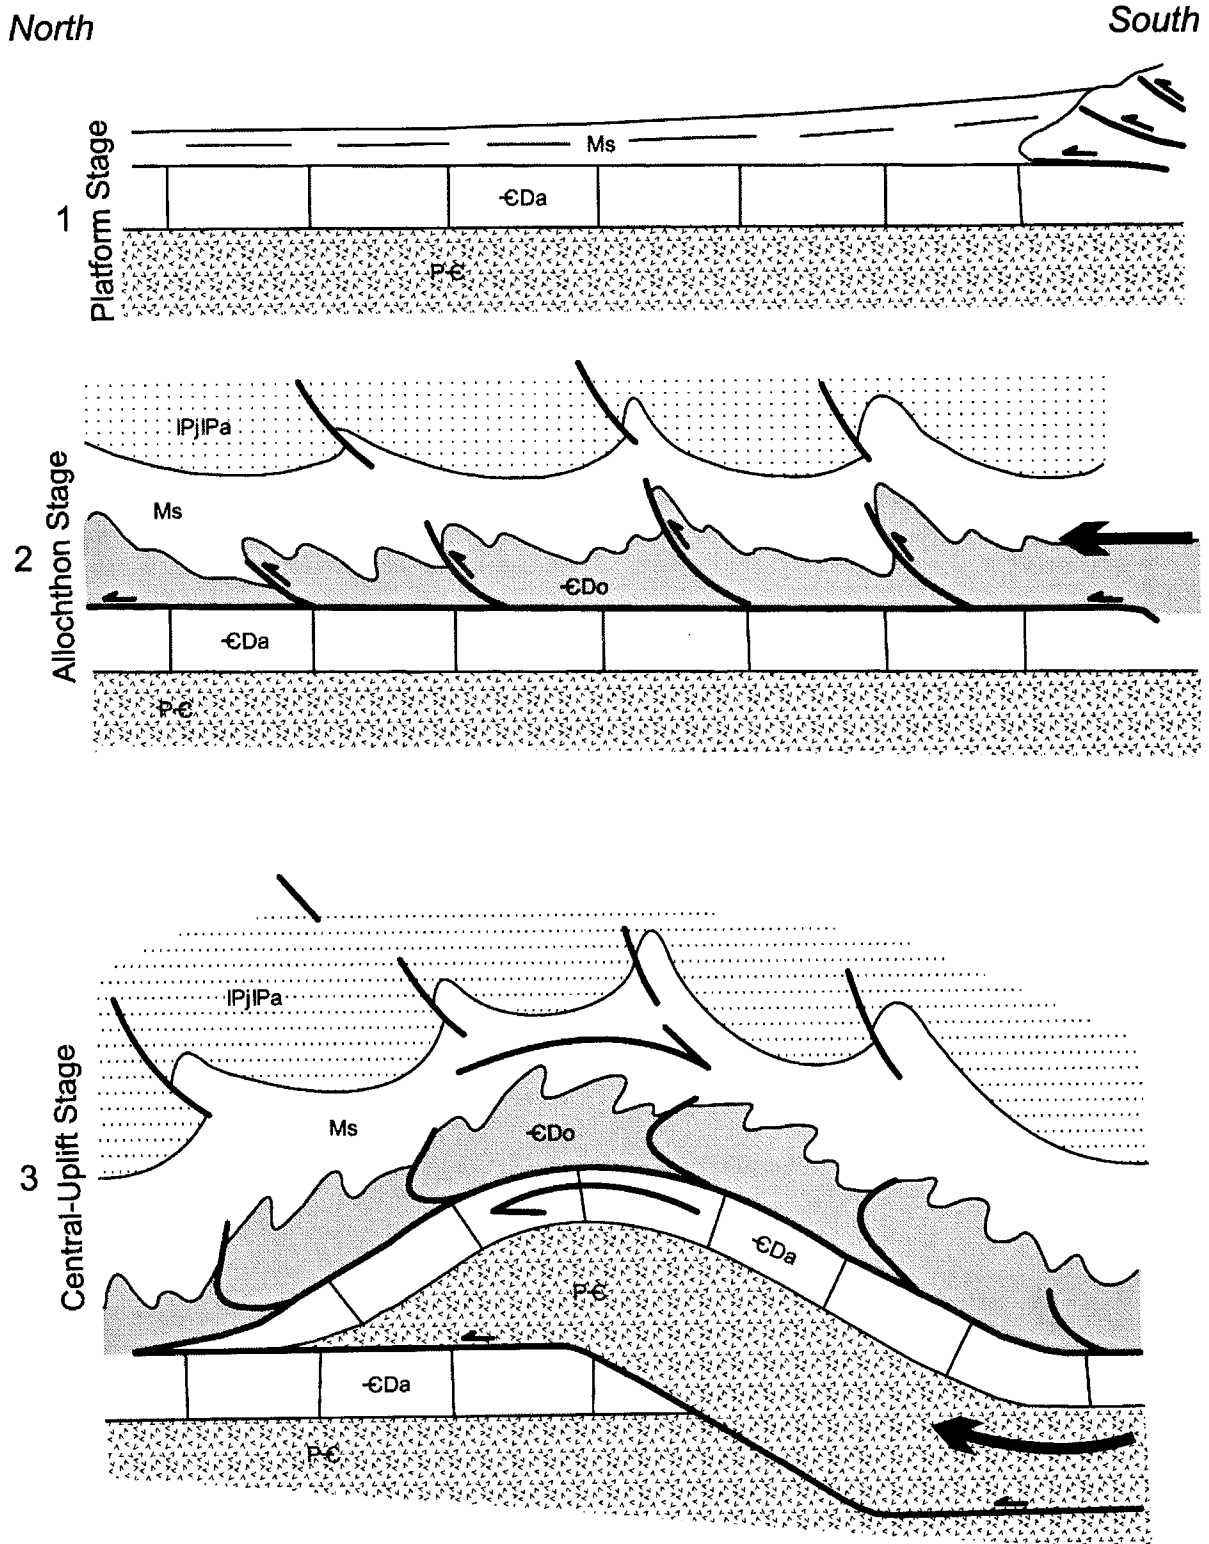 North
South
1
Platform Stage
Ms
-ЄDa
P-Є
2
Allochthon Stage
IPjIPa
Ms
-ЄDo
-ЄDa
P-Є
3
Central-Uplift Stage
IPjIPa
Ms
-ЄDo
-ЄDa
P-Є
-ЄDa
P-Є